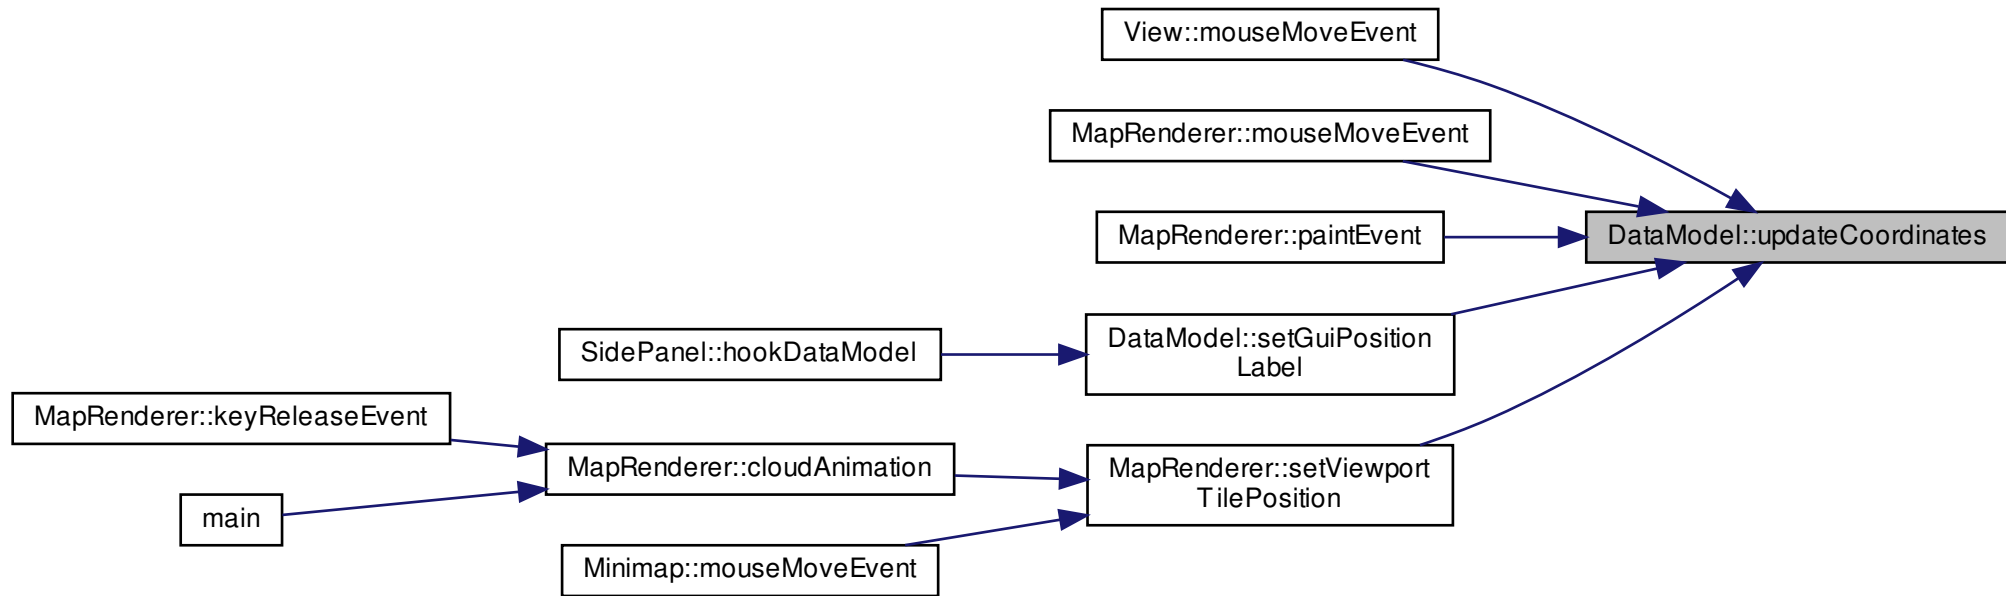 View::mouseMoveEvent
MapRenderer::mouseMoveEvent
MapRenderer::paintEvent
DataModel::updateCoordinates
DataModel::setGuiPosition
Label
SidePanel::hookDataModel
MapRenderer::keyReleaseEvent
MapRenderer::cloudAnimation
MapRenderer::setViewport
TilePosition
main
Minimap::mouseMoveEvent